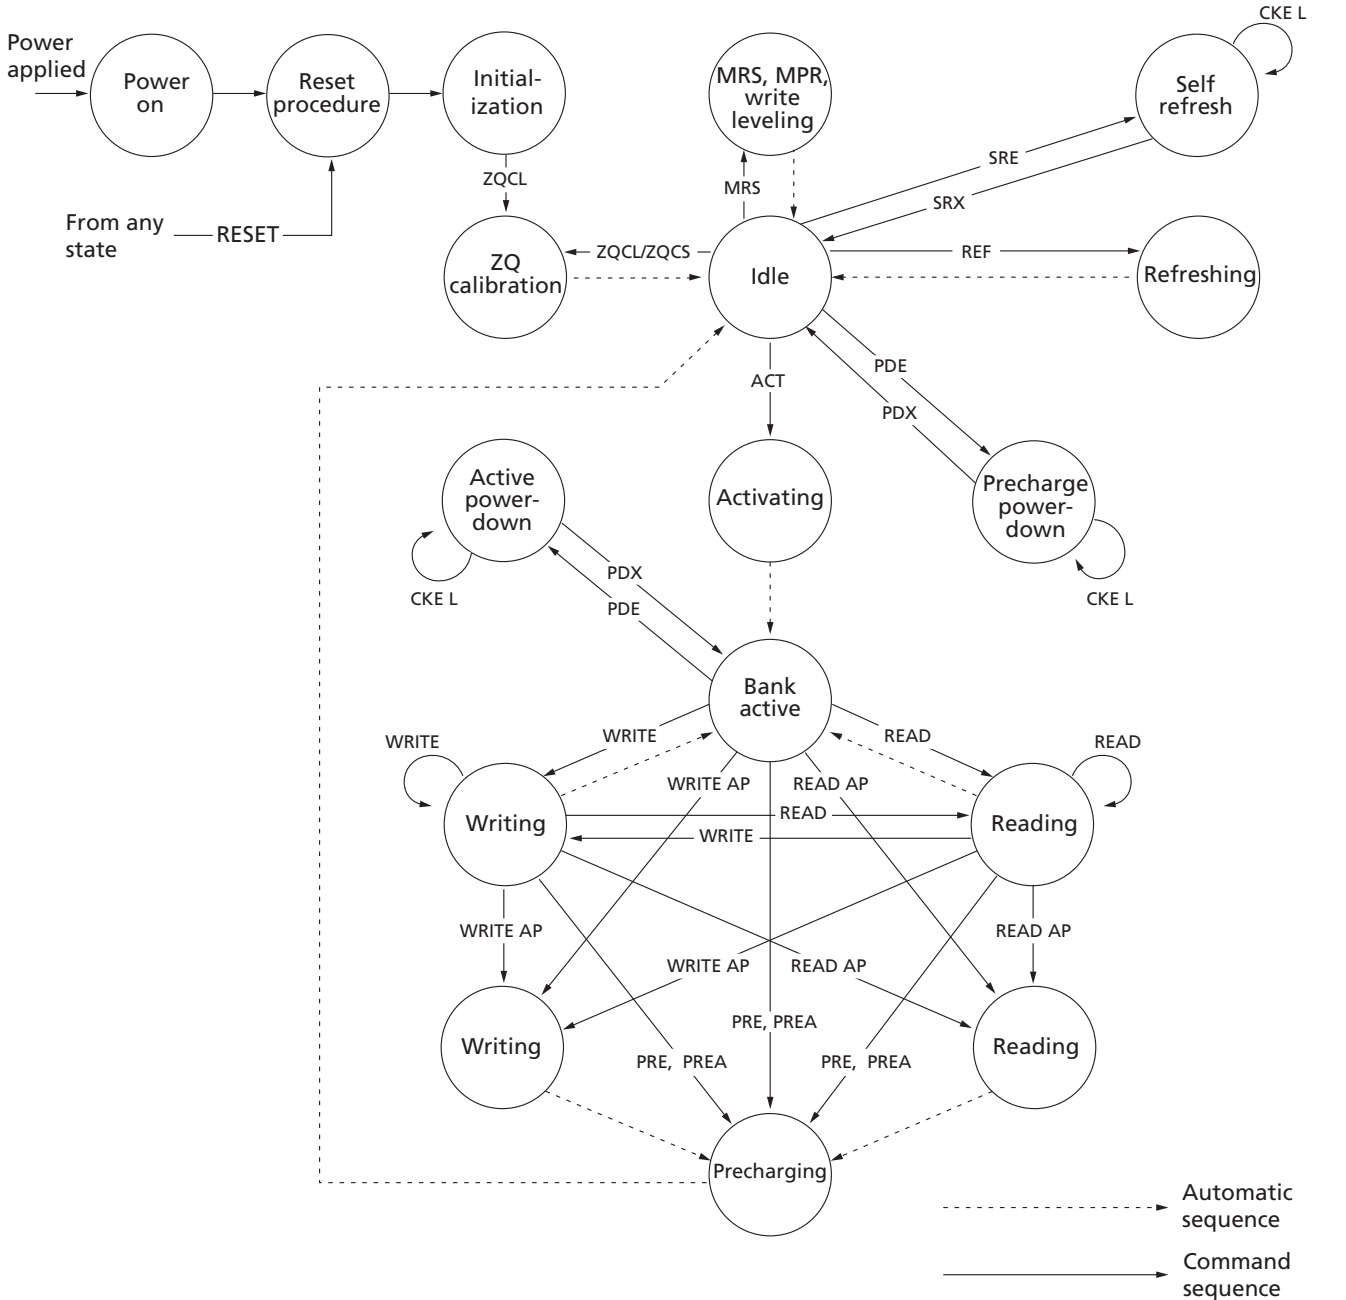 CKE L
Power
applied
Power
on
Reset
procedure
Initial-
ization
MRS, MPR,
write
leveling
Self
refresh
SRE
ZQCL
MRS
SRX
From any
state
RESET
ZQ
calibration
ZQCL/ZQCS
Idle
REF
Refreshing
PDE
ACT
PDX
Active
power-
down
Activating
Precharge
power-
down
PDX
CKE L
PDE
CKE L
Bank
active
WRITE
WRITE
READ
READ
WRITE AP
READ AP
Writing
READ
WRITE
Reading
WRITE AP
READ AP
WRITE AP
READ AP
PRE, PREA
Writing
Reading
PRE, PREA
PRE, PREA
Precharging
Automatic
sequence
Command
sequence